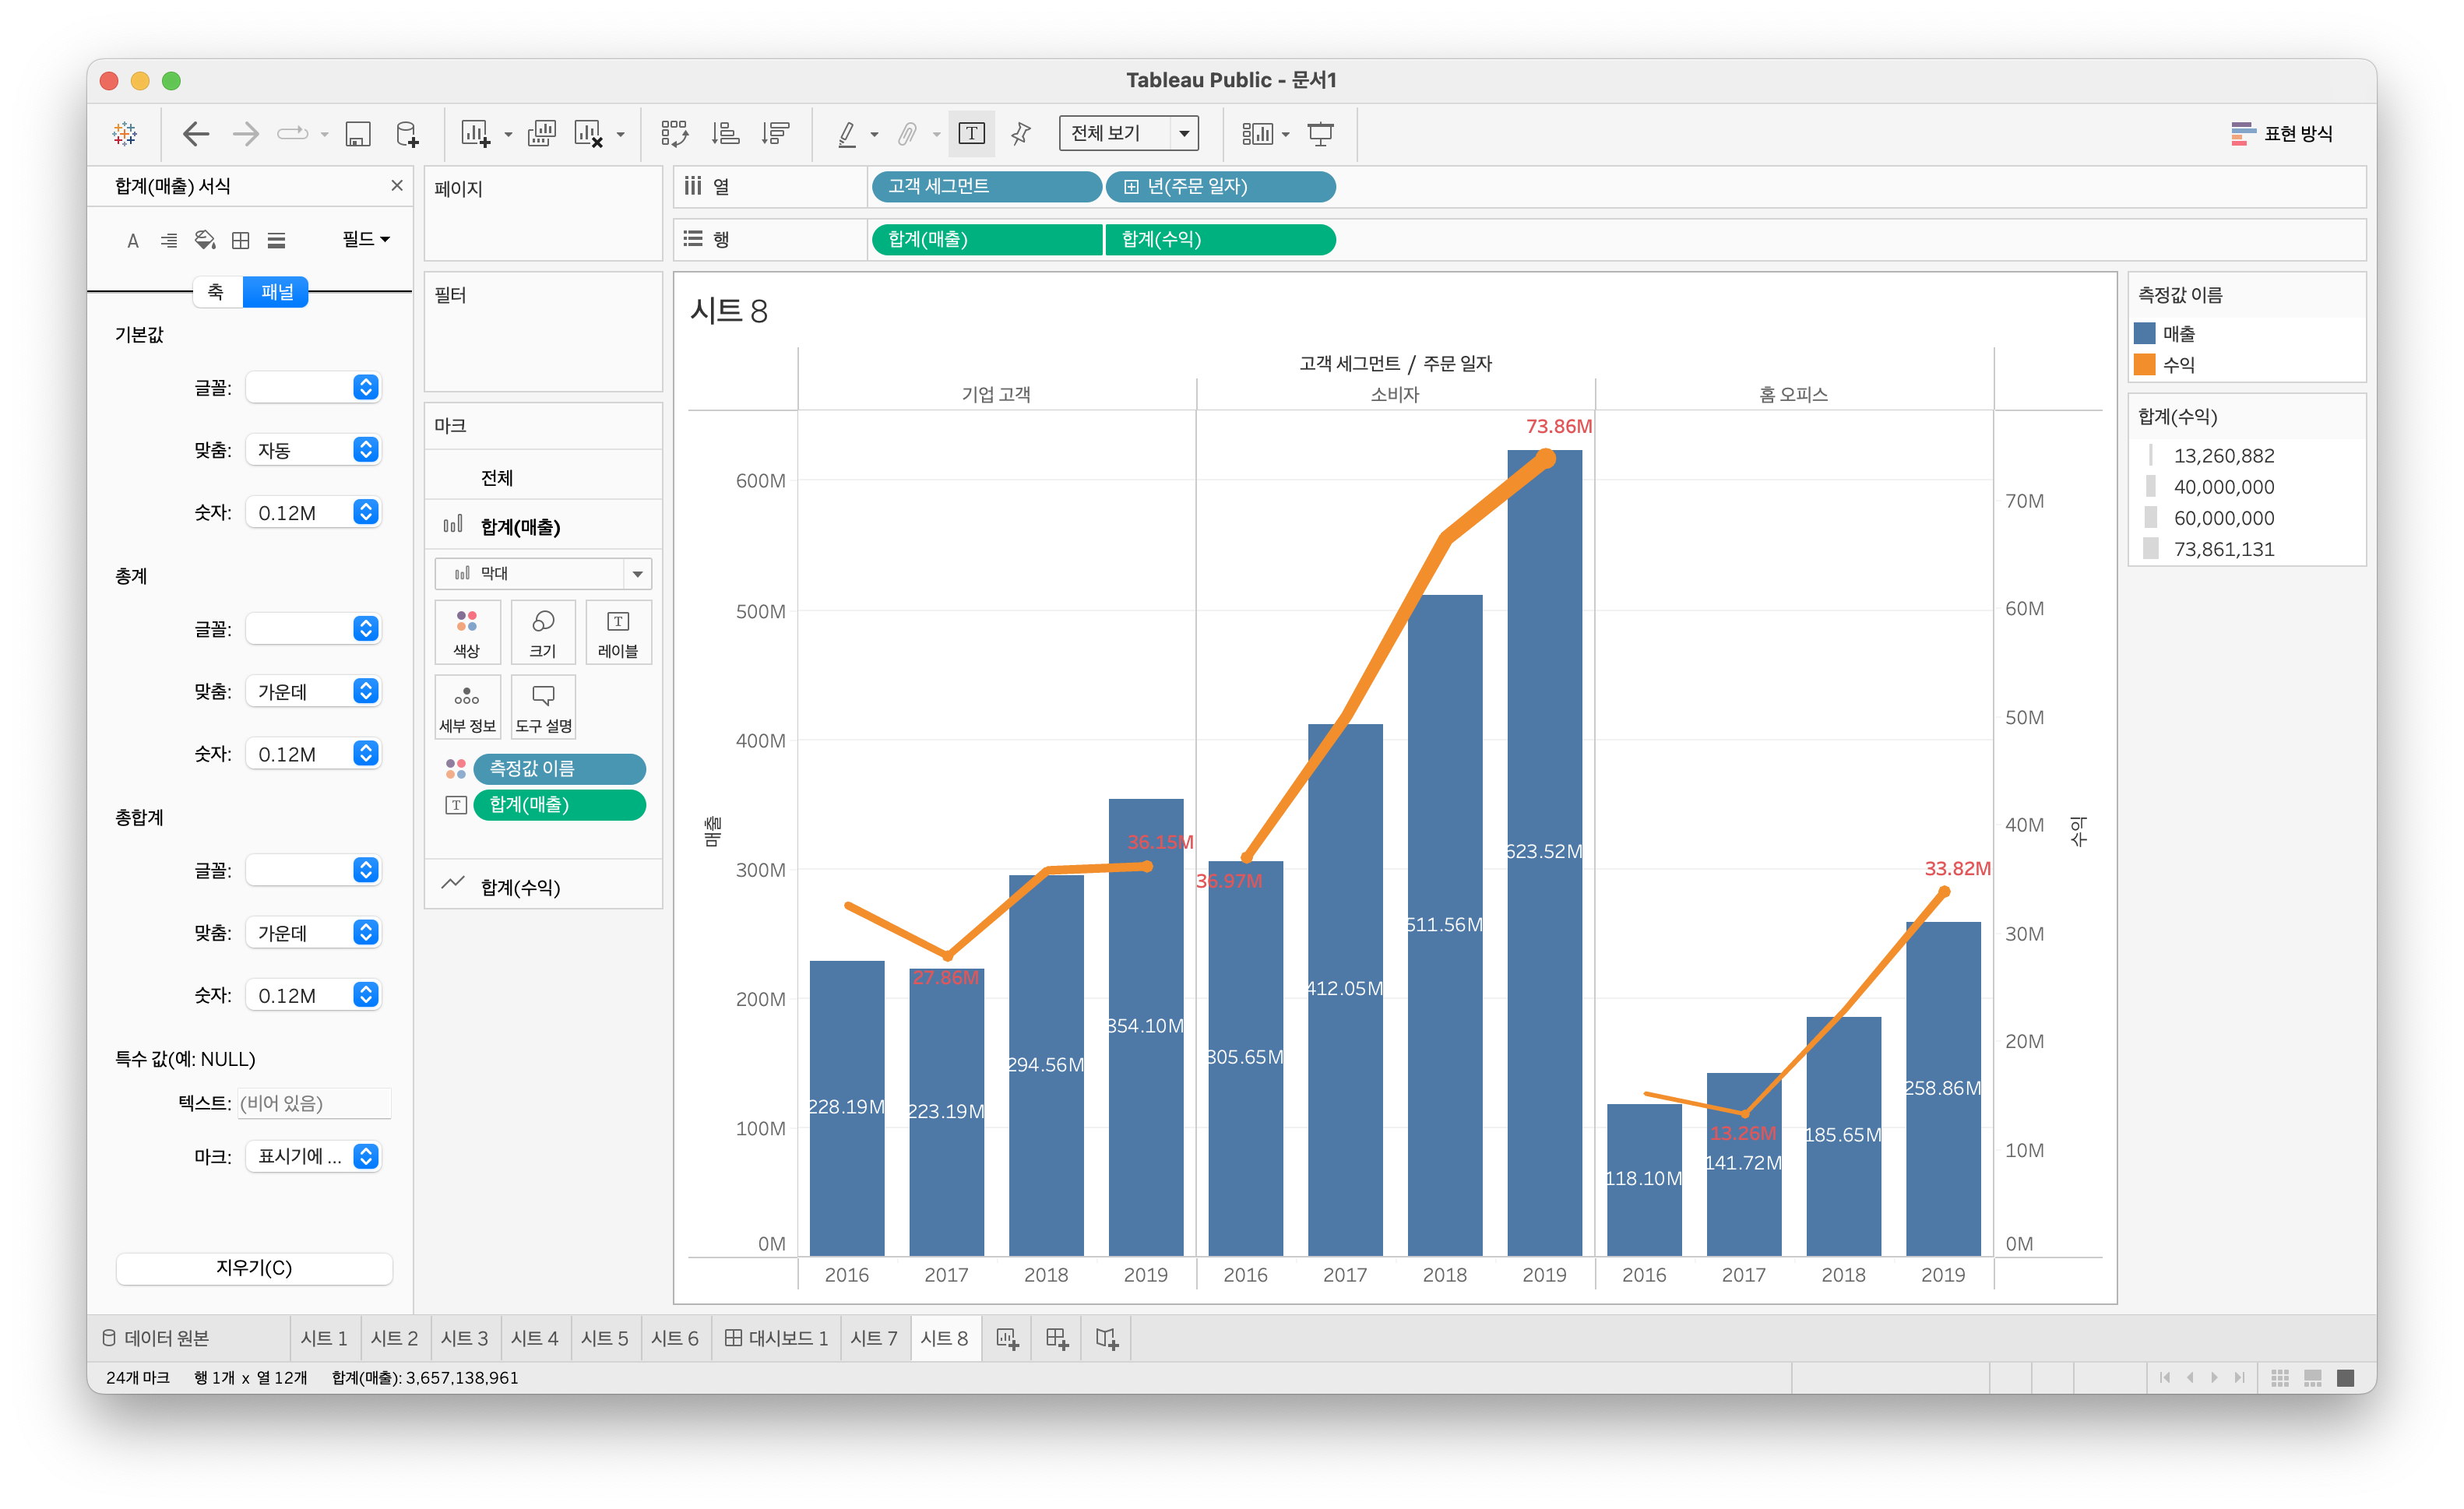 Tableau Public - 문서1
전체 보기
표현 방식
합계(매출) 서식
필드
축
패널
기본값
글꼴:
맞춤: 자동
숫자: 0.12M
총계
글꼴:
맞춤: 가운데
숫자: 0.12M
총합계
글꼴:
맞춤: 가운데
숫자: 0.12M
특수 값(예: NULL)
텍스트: (비어 있음)
마크: 표시기에 ...
지우기(C)
페이지
필터
마크
전체
합계(매출)
막대
색상
크기
레이블
세부 정보
도구 설명
측정값 이름
합계(매출)
합계(수익)
열
고객 세그먼트
년(주문 일자)
행
합계(매출)
합계(수익)
시트 8
고객 세그먼트 / 주문 일자
기업 고객
소비자
홈 오피스
매출
600M
500M
400M
300M
200M
100M
0M
228.19M
223.19M
294.56M
354.10M
27.86M
36.15M
305.65M
412.05M
511.56M
623.52M
36.97M
73.86M
118.10M
141.72M
185.65M
258.86M
13.26M
33.82M
수익
70M
60M
50M
40M
30M
20M
10M
0M
2016 2017 2018 2019 2016 2017 2018 2019 2016 2017 2018 2019
측정값 이름
매출
수익
합계(수익)
13,260,882
40,000,000
60,000,000
73,861,131
데이터 원본
시트 1
시트 2
시트 3
시트 4
시트 5
시트 6
대시보드 1
시트 7
시트 8
24개 마크 행 1개 x 열 12개 합계(매출): 3,657,138,961